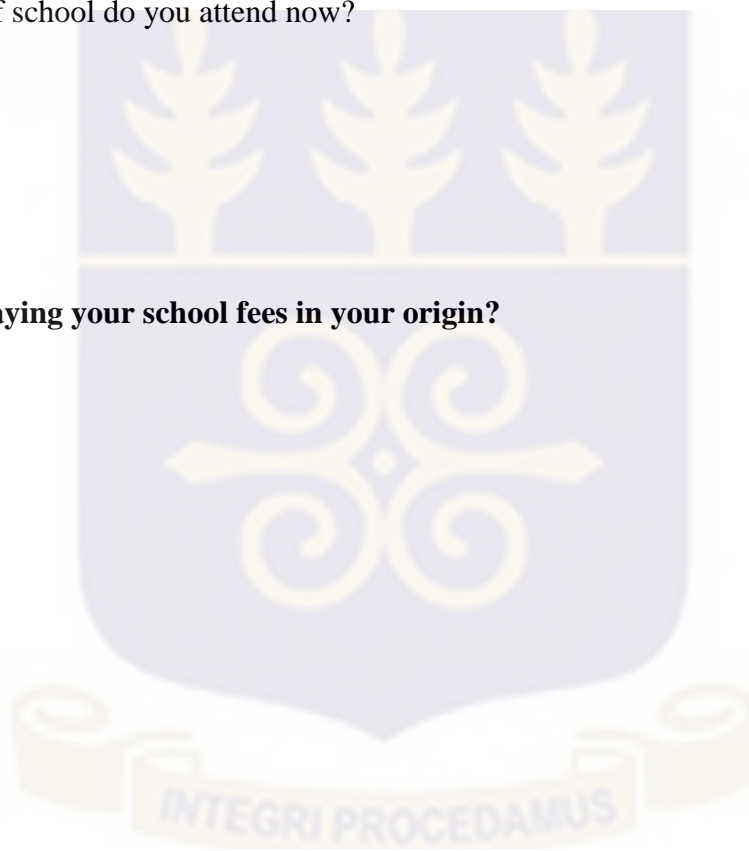 f school do you attend now?
aying your school fees in your origin?
INTEGRI PROCEDAMUS